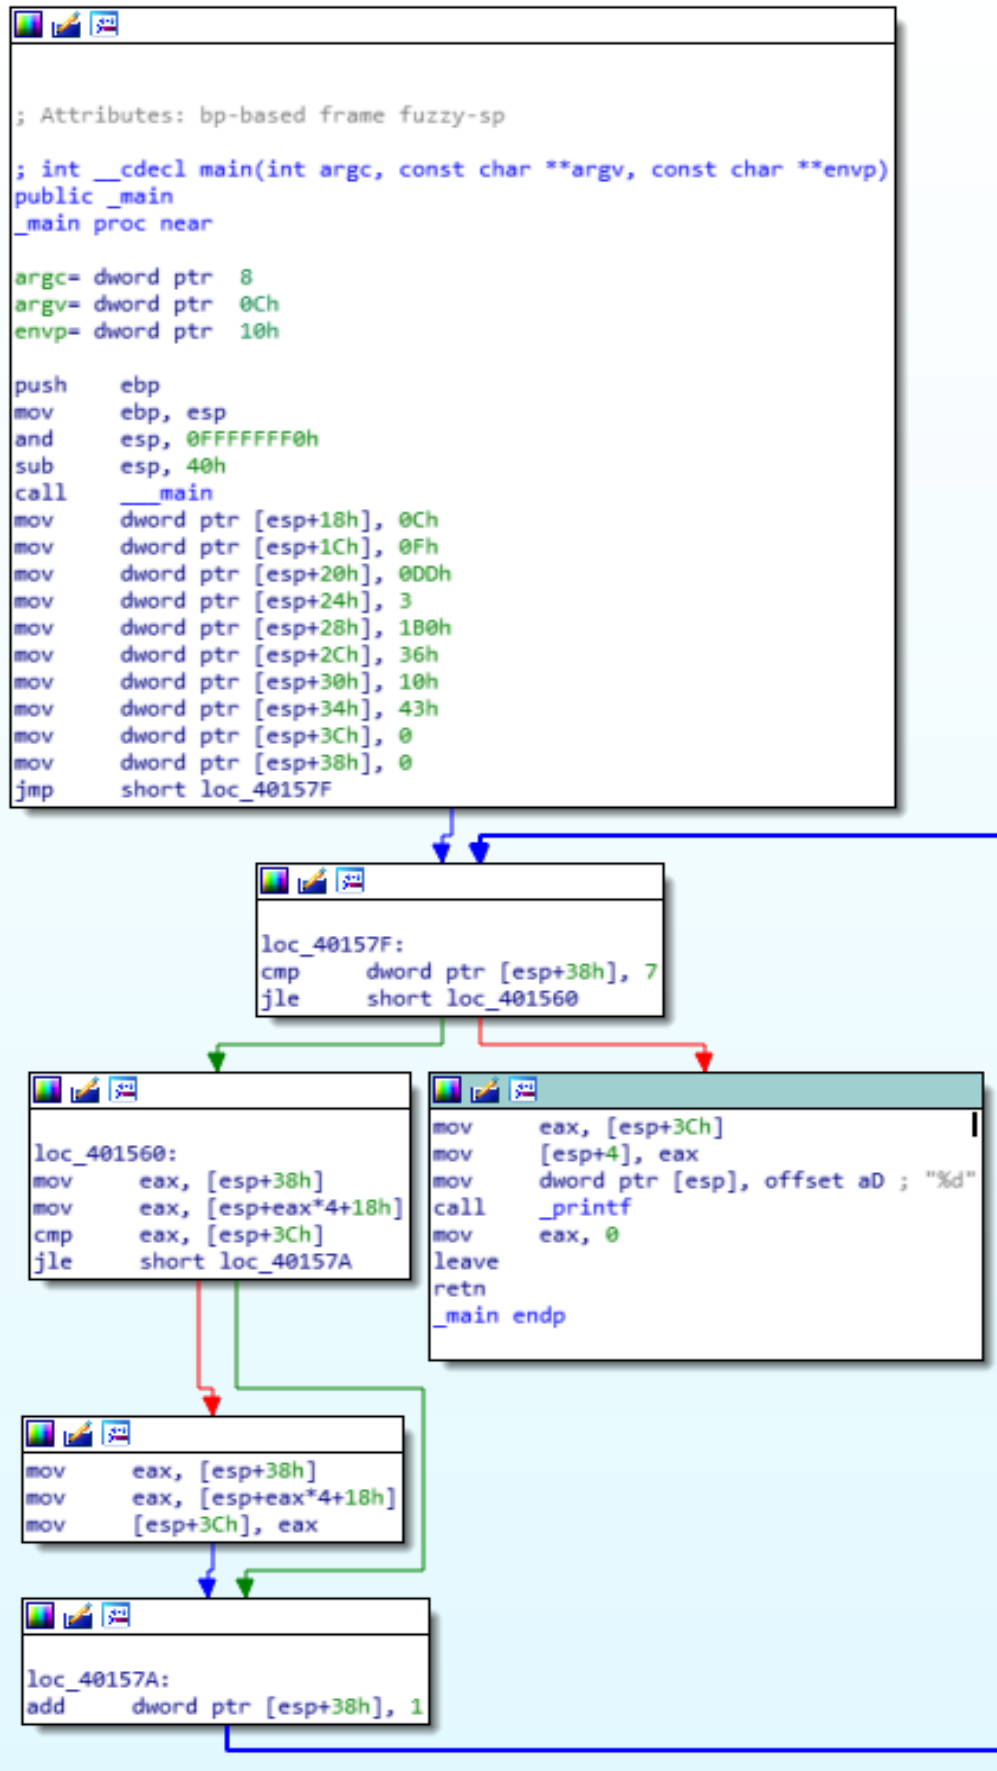 ; Attributes: bp-based frame fuzzy-sp
; int __cdecl main(int argc, const char **argv, const char **envp)
public _main
_main proc near
argc= dword ptr  8
argv= dword ptr  0Ch
envp= dword ptr  10h
push    ebp
mov     ebp, esp
and     esp, 0FFFFFFF0h
sub     esp, 40h
call    ___main
mov     dword ptr [esp+18h], 0Ch
mov     dword ptr [esp+1Ch], 0Fh
mov     dword ptr [esp+20h], 0DDh
mov     dword ptr [esp+24h], 3
mov     dword ptr [esp+28h], 1B0h
mov     dword ptr [esp+2Ch], 36h
mov     dword ptr [esp+30h], 10h
mov     dword ptr [esp+34h], 43h
mov     dword ptr [esp+3Ch], 0
mov     dword ptr [esp+38h], 0
jmp     short loc_40157F
loc_40157F:
cmp     dword ptr [esp+38h], 7
jle     short loc_401560
loc_401560:
mov     eax, [esp+38h]
mov     eax, [esp+eax*4+18h]
cmp     eax, [esp+3Ch]
jle     short loc_40157A
mov     eax, [esp+3Ch]
mov     [esp+4], eax
mov     dword ptr [esp], offset aD ; "%d"
call    _printf
mov     eax, 0
leave
retn
_main endp
mov     eax, [esp+38h]
mov     eax, [esp+eax*4+18h]
mov     [esp+3Ch], eax
loc_40157A:
add     dword ptr [esp+38h], 1